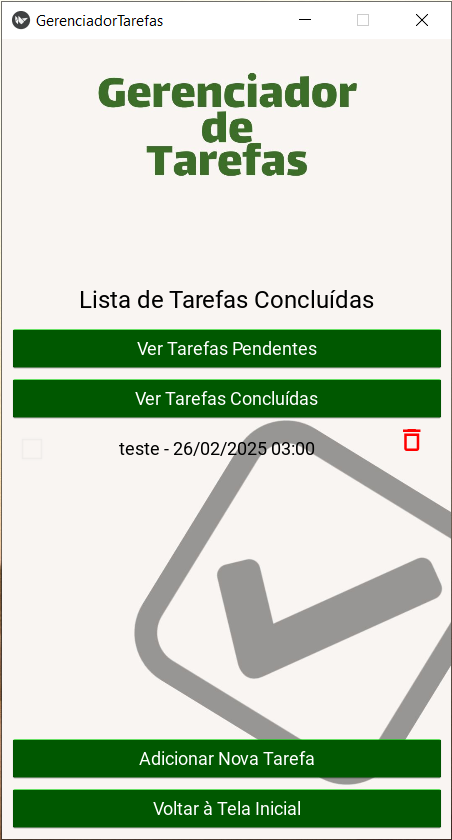 GerenciadorTarefas
Gerenciador
de
Tarefas
Lista de Tarefas Concluídas
Ver Tarefas Pendentes
Ver Tarefas Concluídas
teste - 26/02/2025 03:00
Adicionar Nova Tarefa
Voltar à Tela Inicial